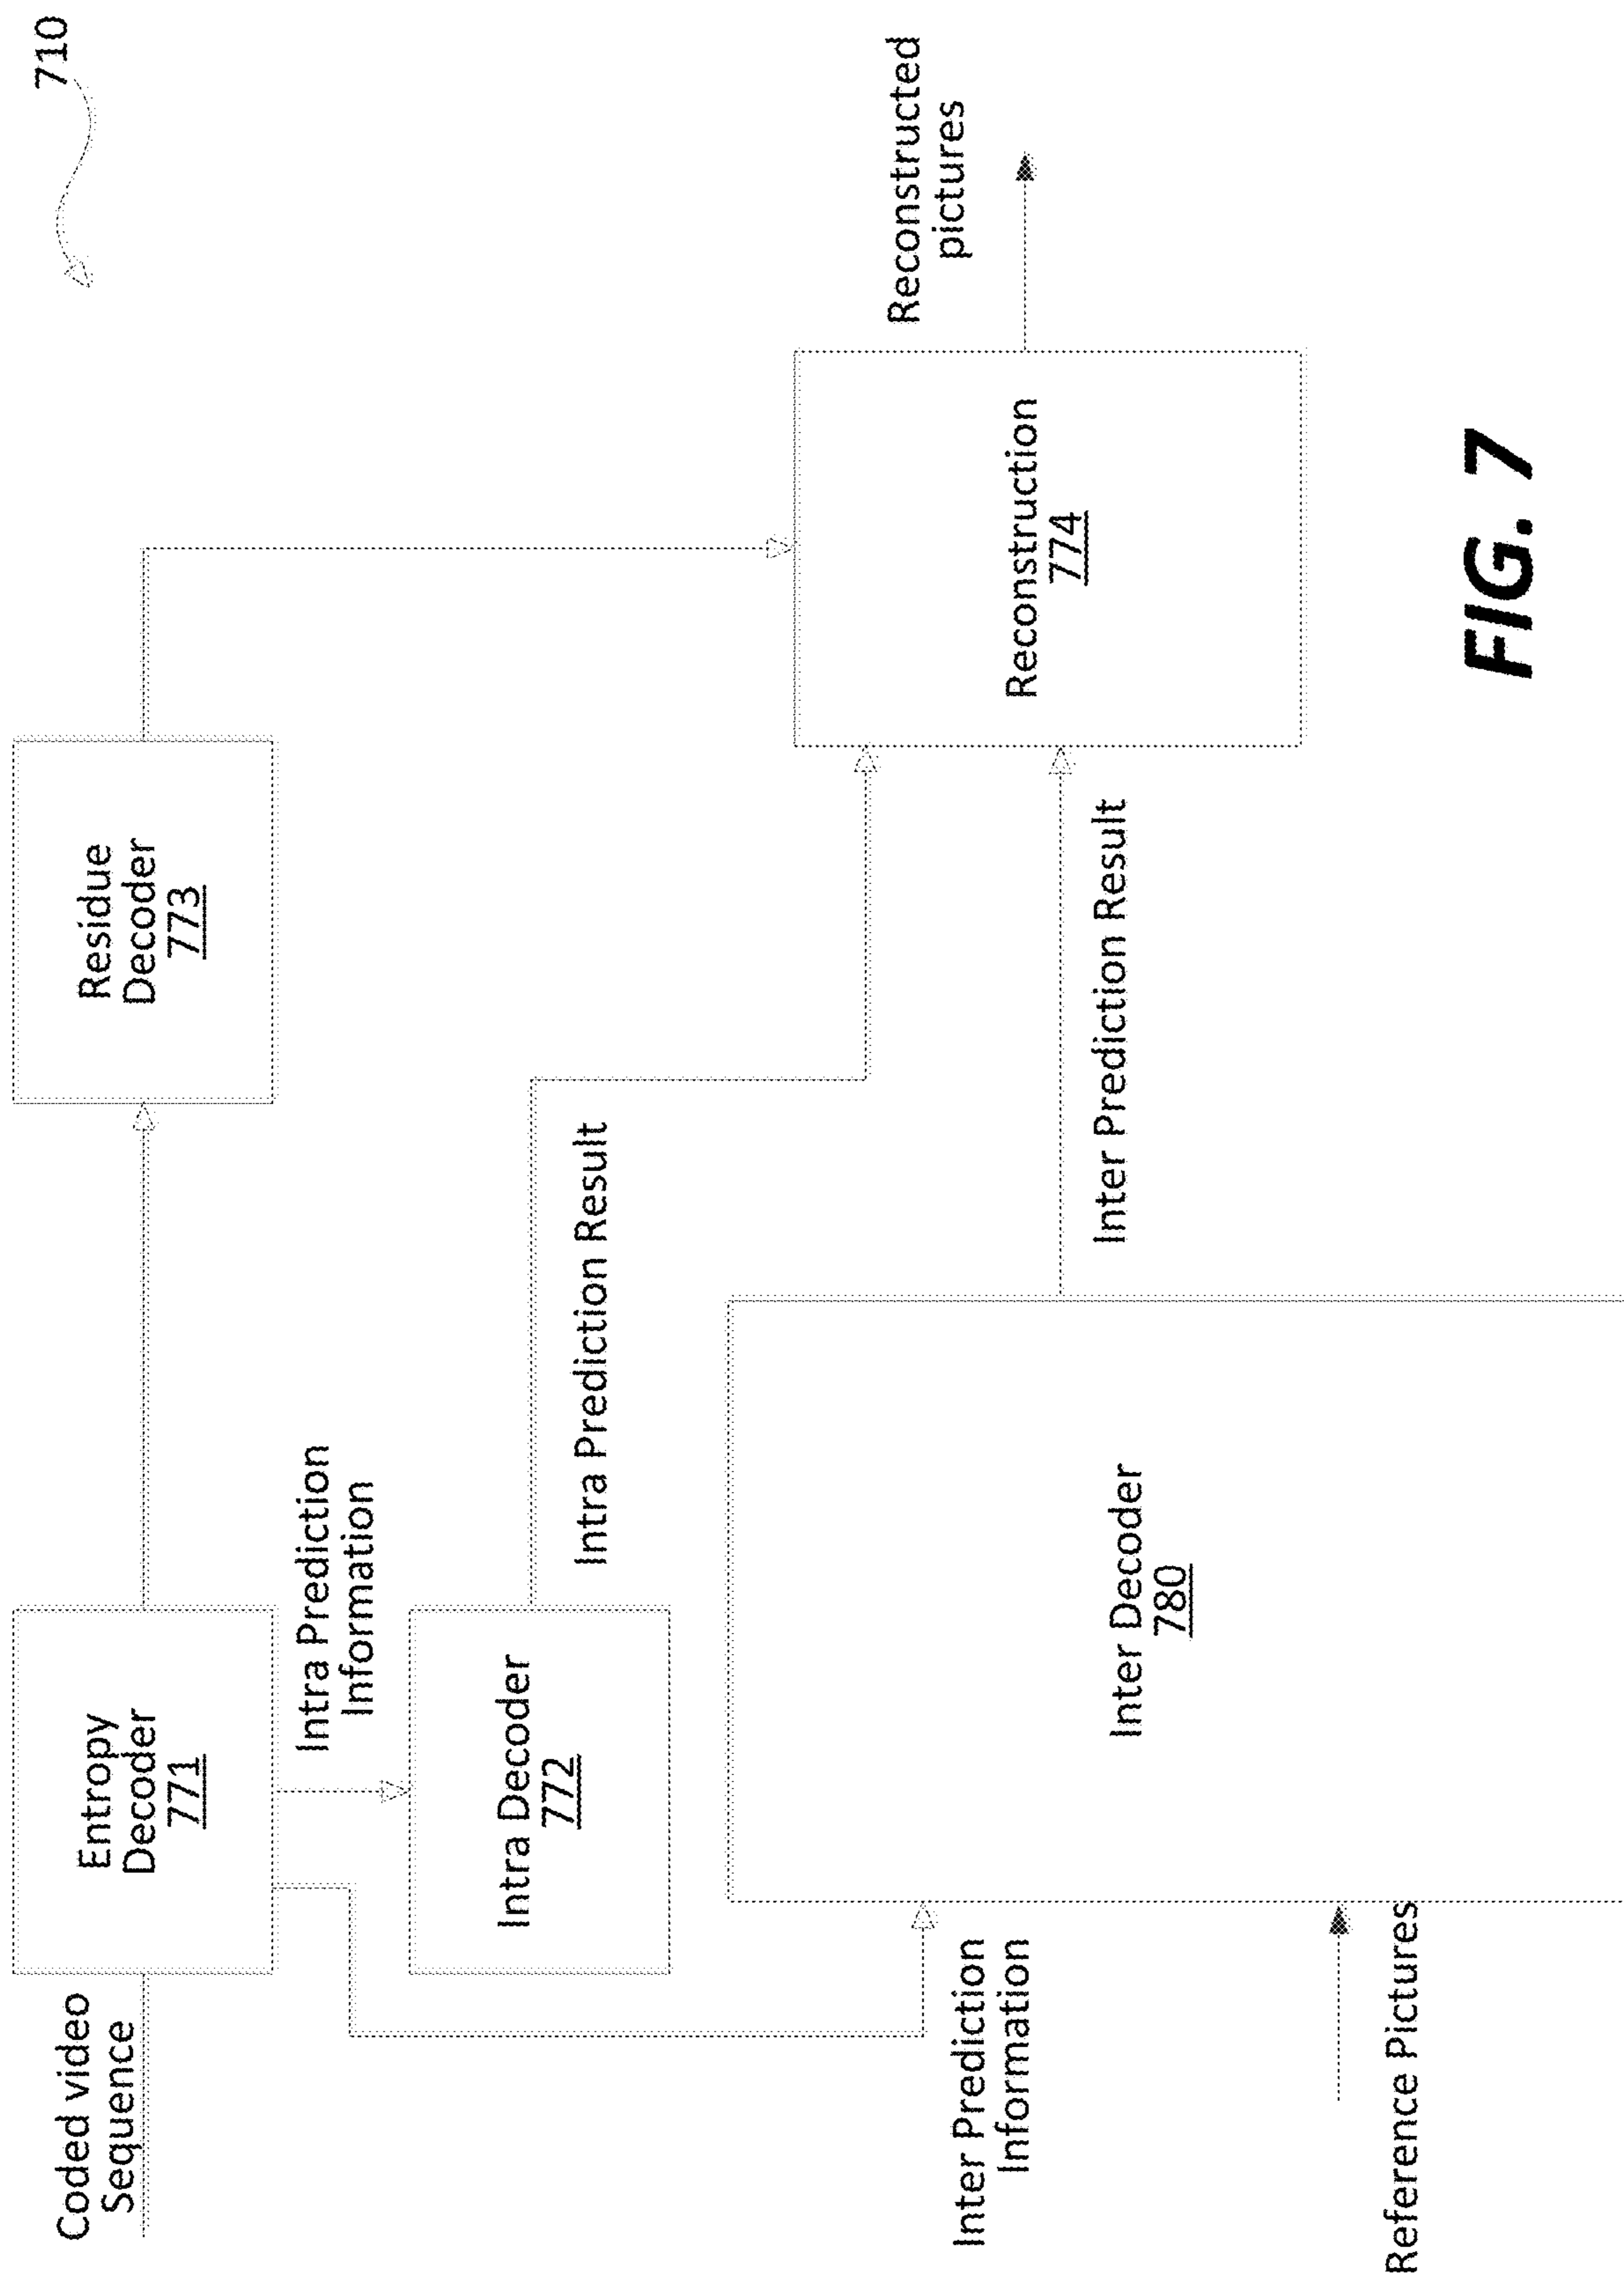 710
Coded video
Sequence
Entropy
Decoder
771
Residue
Decoder
773
Intra Prediction
Information
Intra Decoder
772
Intra Prediction Result
Inter Prediction
Information
Inter Decoder
780
Inter Prediction Result
Reference Pictures
Reconstruction
774
Reconstructed
pictures
FIG. 7